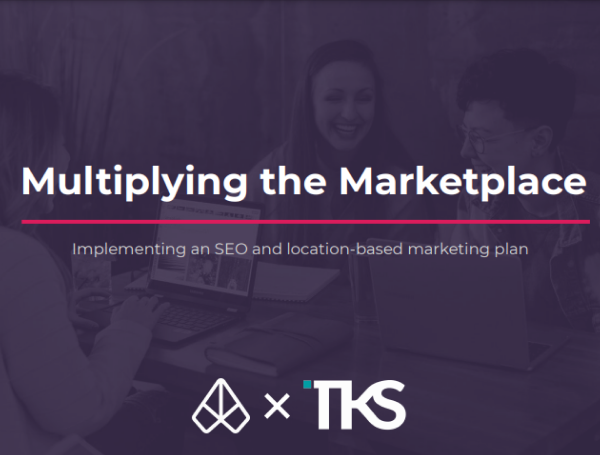 Multiplying the Marketplace
Implementing an SEO and location-based marketing plan
× TKS